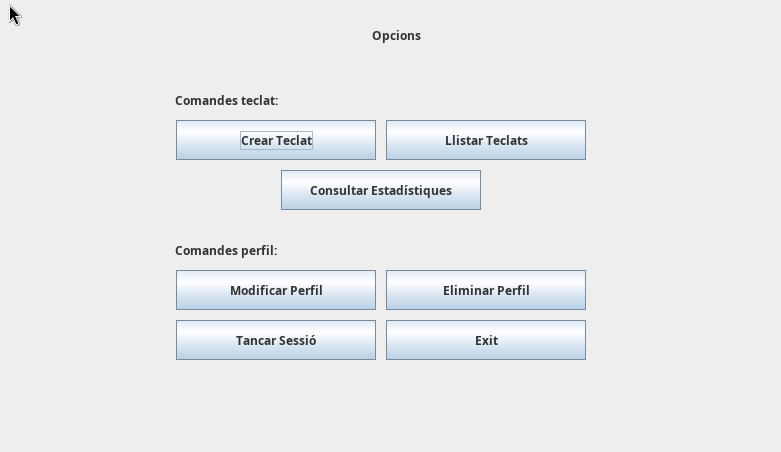 Opcions
Comandes teclat:
Crear Teclat
Llistar Teclats
Consultar Estadístiques
Comandes perfil:
Modificar Perfil
Eliminar Perfil
Tancar Sessió
Exit